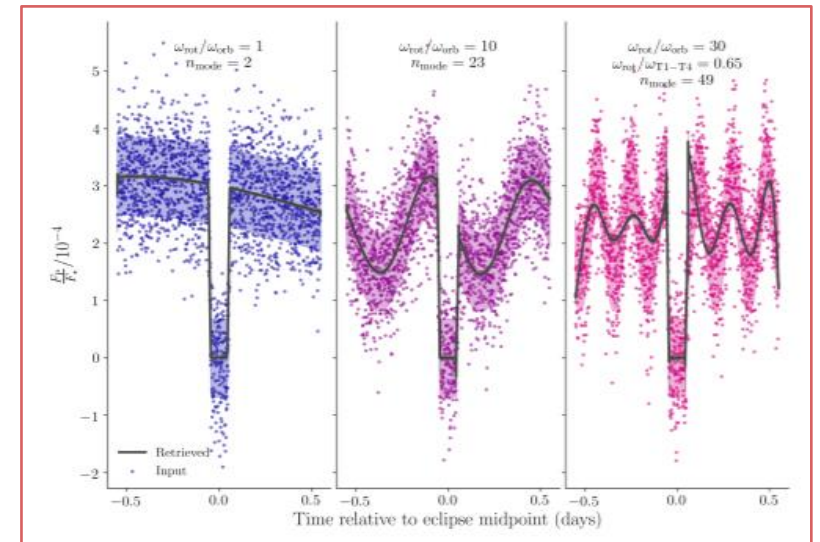 ω_rot/ω_orb = 1
n_mode = 2
ω_rot/ω_orb = 10
n_mode = 23
ω_rot/ω_orb = 30
ω_rot/ω_T1−T4 = 0.65
n_mode = 49
F_p/F_* /10^−4
5
4
3
2
1
0
−1
−2
Retrieved
Input
−0.5 0.0 0.5
−0.5 0.0 0.5
−0.5 0.0 0.5
Time relative to eclipse midpoint (days)